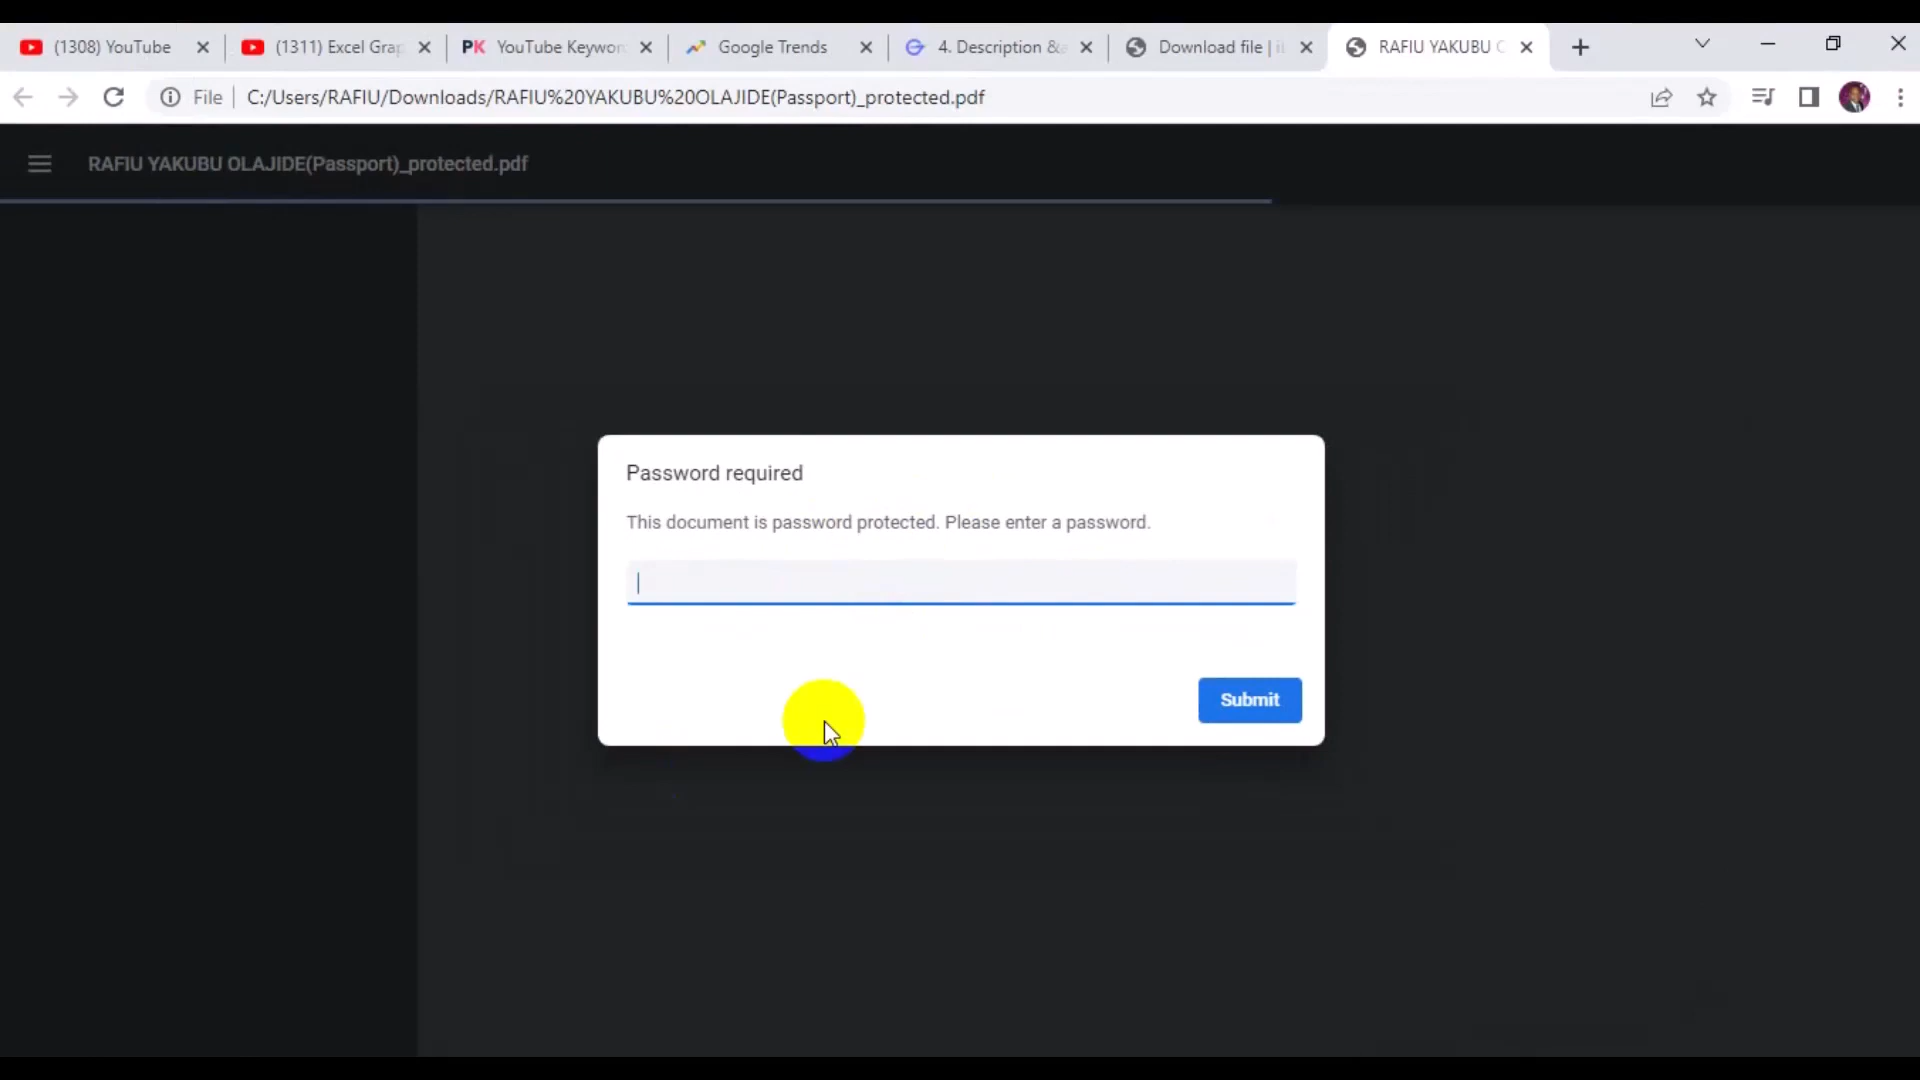 (1308) YouTube
(1311) Excel Grap
PK YouTube Keywor
Google Trends
4. Description &
Download file | il
RAFIU YAKUBU O
File
C:/Users/RAFIU/Downloads/RAFIU%20YAKUBU%20OLAJIDE(Passport)_protected.pdf
RAFIU YAKUBU OLAJIDE(Passport)_protected.pdf
Password required
This document is password protected. Please enter a password.
Submit